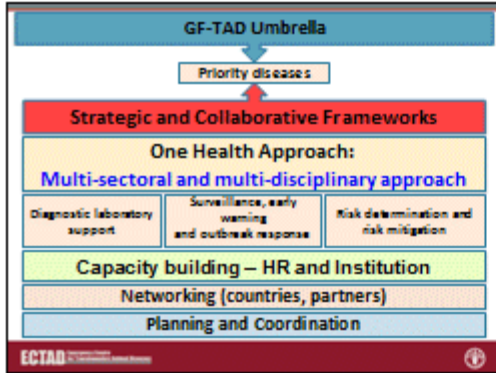 GF-TAD Umbrella
Priority diseases
Strategic and Collaborative Frameworks
One Health Approach:
Multi-sectoral and multi-disciplinary approach
Diagnostic laboratory
support
Surveillance, early
warning
and outbreak response
Risk determination and
risk mitigation
Capacity building – HR and Institution
Networking (countries, partners)
Planning and Coordination
ECTAD